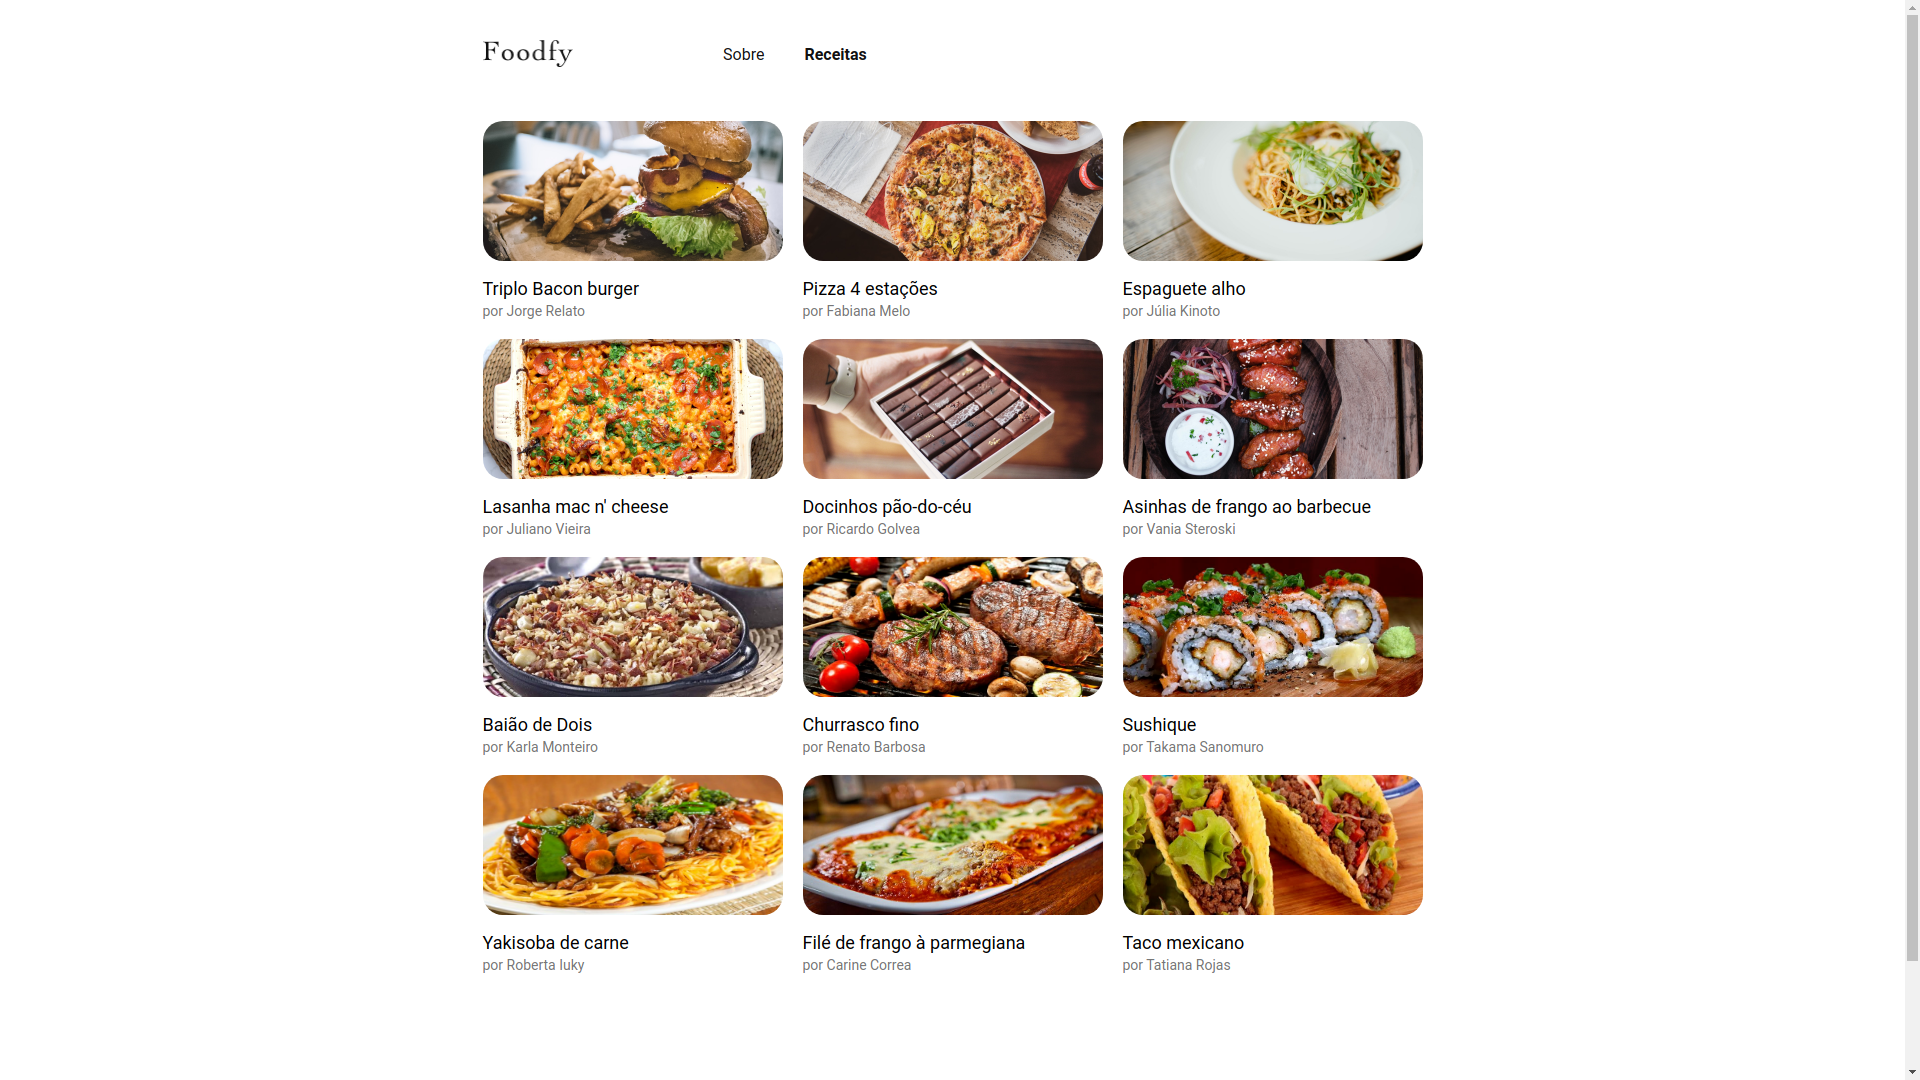 Foodfy
Sobre
Receitas
Triplo Bacon burger
por Jorge Relato
Pizza 4 estações
por Fabiana Melo
Espaguete alho
por Júlia Kinoto
Lasanha mac n' cheese
por Juliano Vieira
Docinhos pão-do-céu
por Ricardo Golvea
Asinhas de frango ao barbecue
por Vania Steroski
Baião de Dois
por Karla Monteiro
Churrasco fino
por Renato Barbosa
Sushique
por Takama Sanomuro
Yakisoba de carne
por Roberta Iuky
Filé de frango à parmegiana
por Carine Correa
Taco mexicano
por Tatiana Rojas